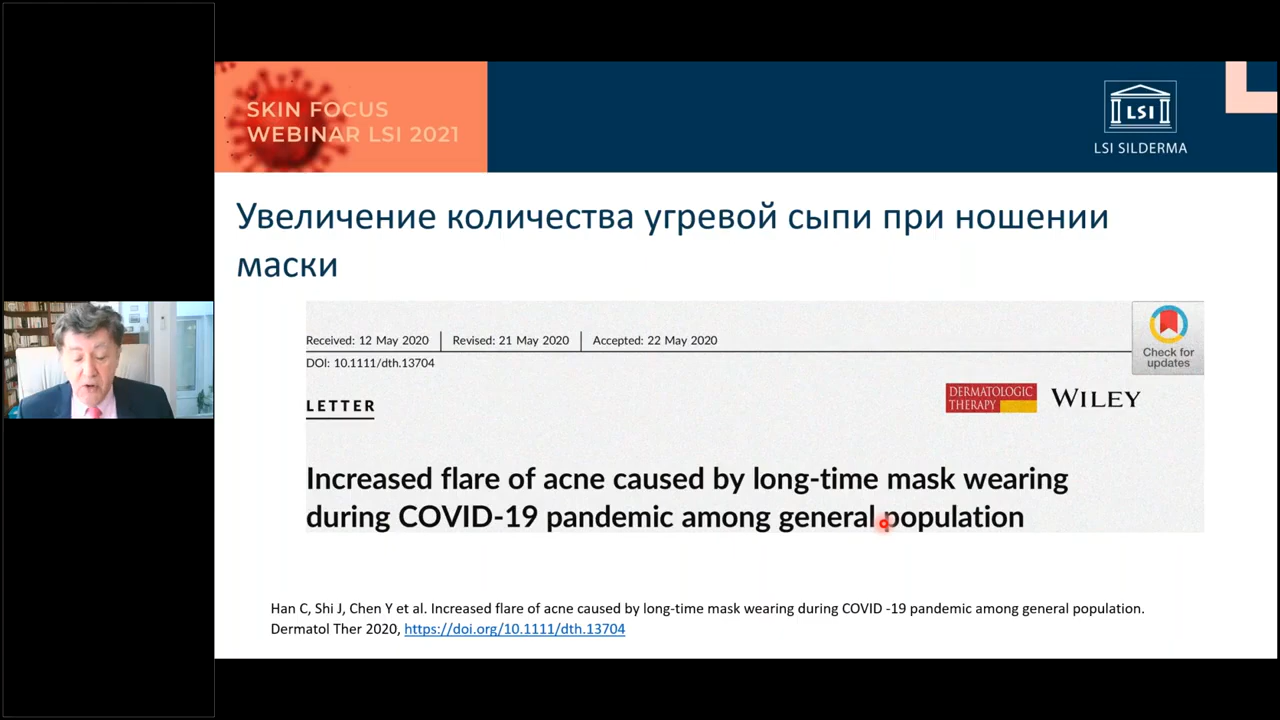 SKIN FOCUS
WEBINAR LSI 2021
LSI
LSI SILDERMA
Увеличение количества угревой сыпи при ношении
маски
Received: 12 May 2020 | Revised: 21 May 2020 | Accepted: 22 May 2020
DOI: 10.1111/dth.13704
Check for
updates
LETTER
DERMATOLOGIC
THERAPY
WILEY
Increased flare of acne caused by long-time mask wearing
during COVID-19 pandemic among general population
Han C, Shi J, Chen Y et al. Increased flare of acne caused by long-time mask wearing during COVID -19 pandemic among general population.
Dermatol Ther 2020, https://doi.org/10.1111/dth.13704